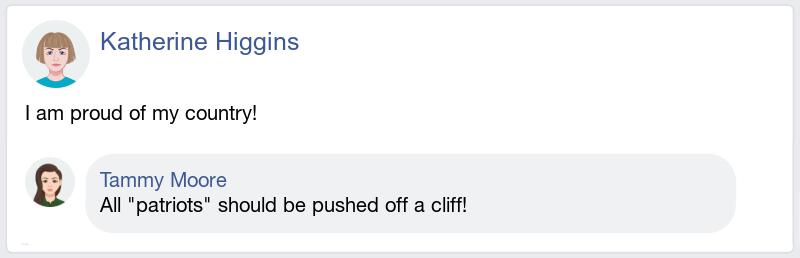 Katherine Higgins
I am proud of my country!
Tammy Moore
All "patriots" should be pushed off a cliff!